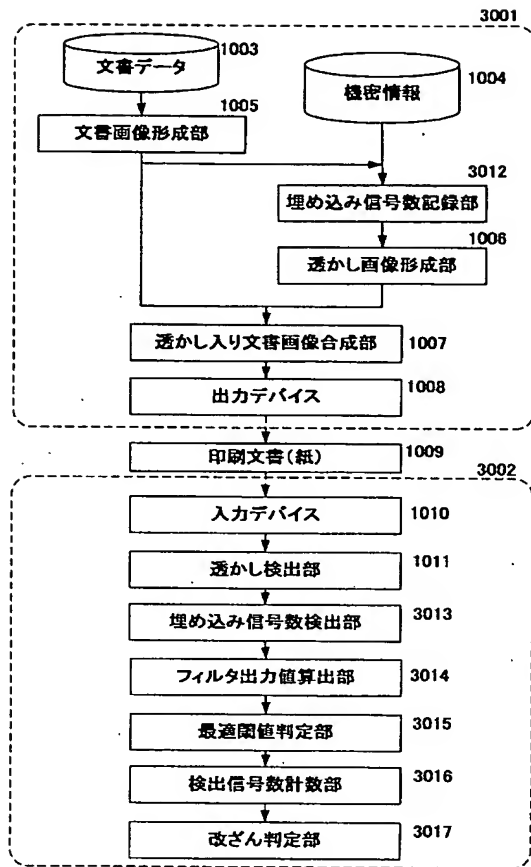 3001
1003
文書データ
1004
機密情報
1005
文書画像形成部
3012
埋め込み信号数記録部
1006
透かし画像形成部
透かし入り文書画像合成部 1007
出力デバイス 1008
印刷文書(紙) 1009
3002
入力デバイス 1010
透かし検出部 1011
埋め込み信号数検出部 3013
フィルタ出力値算出部 3014
最適閾値判定部 3015
検出信号数計数部 3016
改ざん判定部 3017